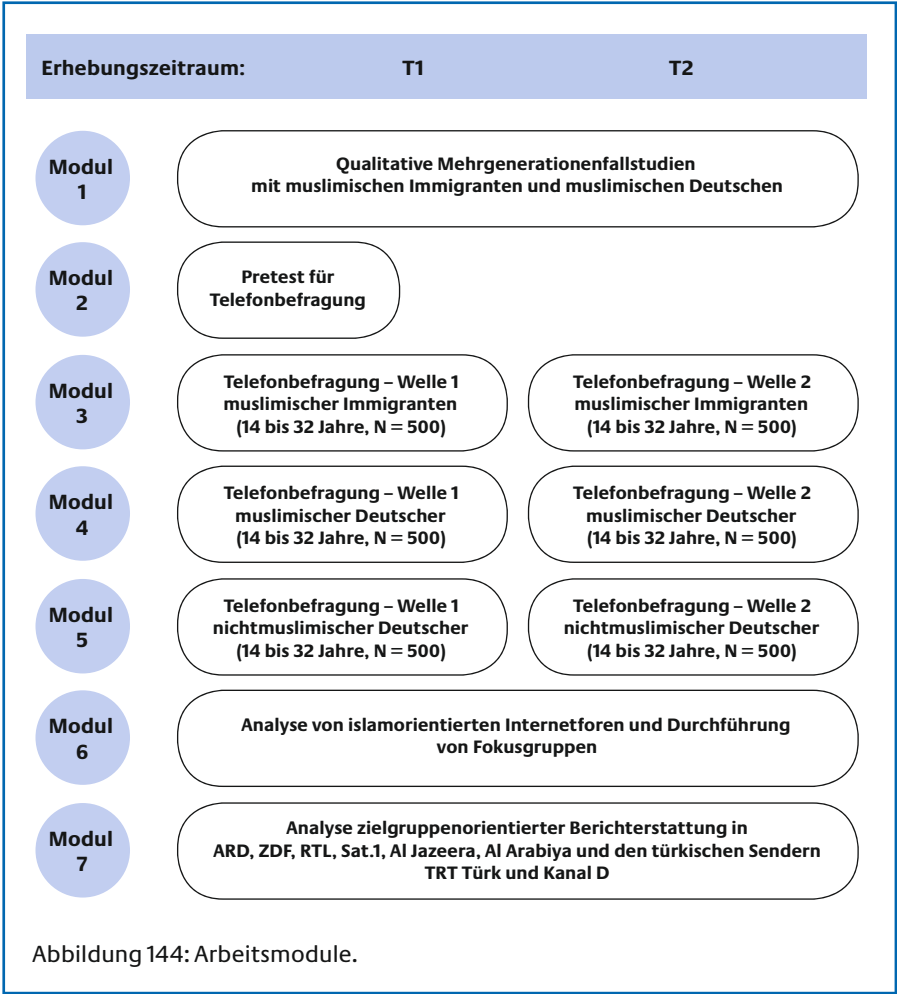 Erhebungszeitraum: T1 T2
Modul
1
Qualitative Mehrgenerationenfallstudien
mit muslimischen Immigranten und muslimischen Deutschen
Modul
2
Pretest für
Telefonbefragung
Modul
3
Telefonbefragung – Welle 1
muslimischer Immigranten
(14 bis 32 Jahre, N = 500)
Telefonbefragung – Welle 2
muslimischer Immigranten
(14 bis 32 Jahre, N = 500)
Modul
4
Telefonbefragung – Welle 1
muslimischer Deutscher
(14 bis 32 Jahre, N = 500)
Telefonbefragung – Welle 2
muslimischer Deutscher
(14 bis 32 Jahre, N = 500)
Modul
5
Telefonbefragung – Welle 1
nichtmuslimischer Deutscher
(14 bis 32 Jahre, N = 500)
Telefonbefragung – Welle 2
nichtmuslimischer Deutscher
(14 bis 32 Jahre, N = 500)
Modul
6
Analyse von islamorientierten Internetforen und Durchführung
von Fokusgruppen
Modul
7
Analyse zielgruppenorientierter Berichterstattung in
ARD, ZDF, RTL, Sat.1, Al Jazeera, Al Arabiya und den türkischen Sendern
TRT Türk und Kanal D
Abbildung 144: Arbeitsmodule.